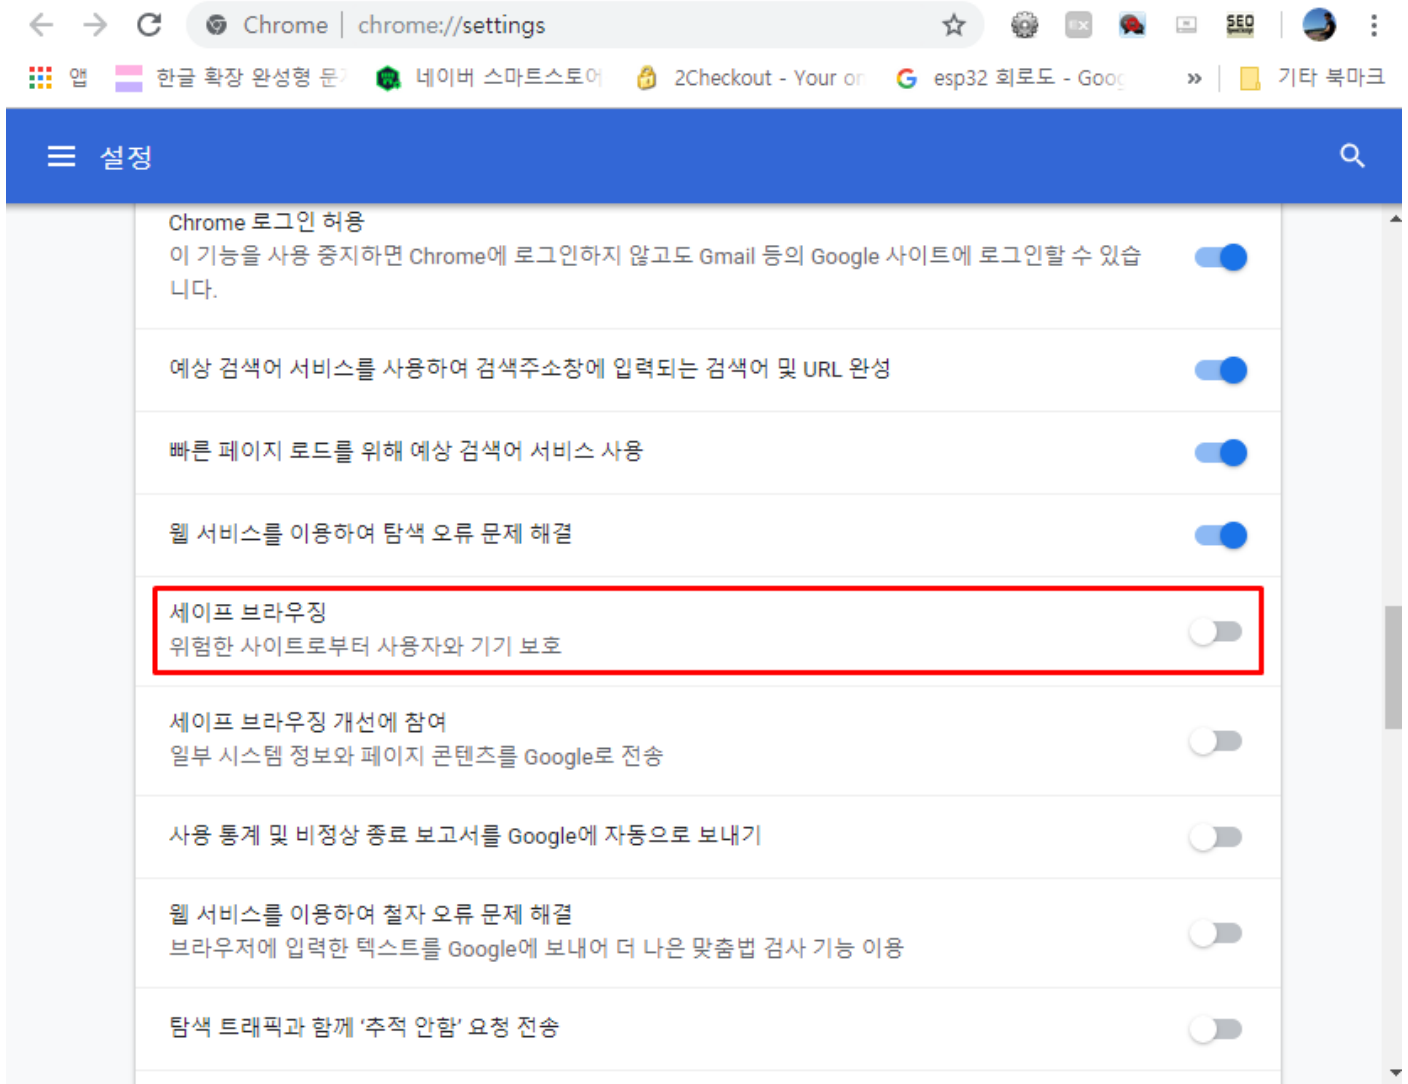 Chrome | chrome://settings
EX
SEO
앱 한글 확장 완성형 문 네이버 스마트스토어 2Checkout - Your on esp32 회로도 - Goog » 기타 북마크
설정
Chrome 로그인 허용
이 기능을 사용 중지하면 Chrome에 로그인하지 않고도 Gmail 등의 Google 사이트에 로그인할 수 있습
니다.
예상 검색어 서비스를 사용하여 검색주소창에 입력되는 검색어 및 URL 완성
빠른 페이지 로드를 위해 예상 검색어 서비스 사용
웹 서비스를 이용하여 탐색 오류 문제 해결
세이프 브라우징
위험한 사이트로부터 사용자와 기기 보호
세이프 브라우징 개선에 참여
일부 시스템 정보와 페이지 콘텐츠를 Google로 전송
사용 통계 및 비정상 종료 보고서를 Google에 자동으로 보내기
웹 서비스를 이용하여 철자 오류 문제 해결
브라우저에 입력한 텍스트를 Google에 보내어 더 나은 맞춤법 검사 기능 이용
탐색 트래픽과 함께 ‘추적 안함’ 요청 전송